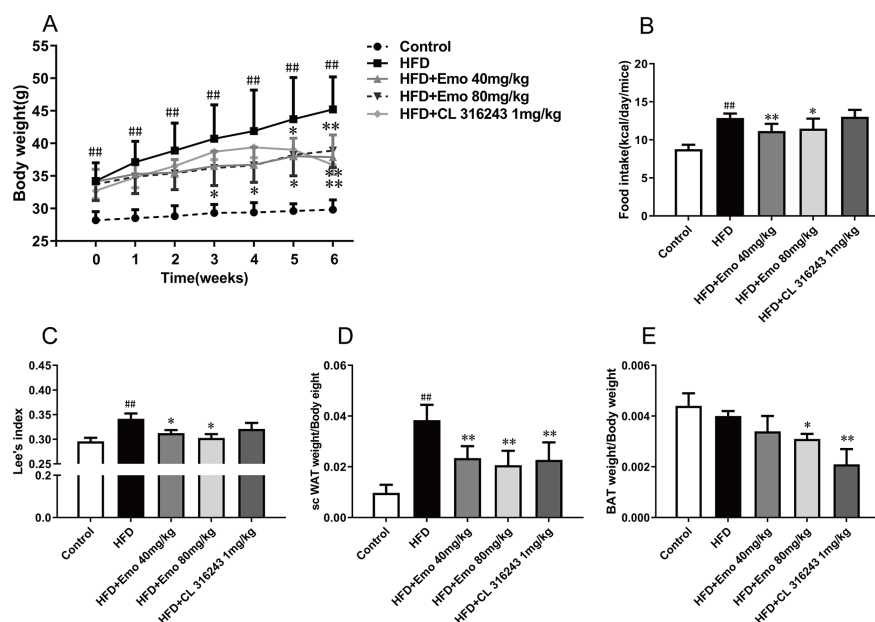 A
Control
HFD
HFD+Emo 40mg/kg
HFD+Emo 80mg/kg
HFD+CL 316243 1mg/kg
Body weight(g)
55
50
45
40
35
30
25
## ## ## ## ## ## ##
* * * * ** ** **
0 1 2 3 4 5 6
Time(weeks)
B
Food intake(kcal/day/mice)
20
15
10
5
0
## ** *
Control
HFD
HFD+Emo 40mg/kg
HFD+Emo 80mg/kg
HFD+CL 316243 1mg/kg
C
Lee's index
0.45
0.40
0.35
0.30
0.25
0.2
0.0
## * *
Control
HFD
HFD+Emo 40mg/kg
HFD+Emo 80mg/kg
HFD+CL 316243 1mg/kg
D
sc WAT weight/Body eight
0.06
0.04
0.02
0.00
## ** ** **
Control
HFD
HFD+Emo 40mg/kg
HFD+Emo 80mg/kg
HFD+CL 316243 1mg/kg
E
BAT weight/Body weight
0.006
0.004
0.002
0.000
* **
Control
HFD
HFD+Emo 40mg/kg
HFD+Emo 80mg/kg
HFD+CL 316243 1mg/kg